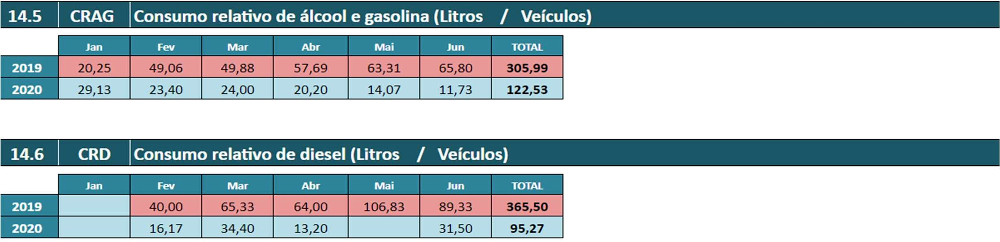 14.5 CRAG Consumo relativo de álcool e gasolina (Litros / Veículos)
Jan Fev Mar Abr Mai Jun TOTAL
2019 20,25 49,06 49,88 57,69 63,31 65,80 305,99
2020 29,13 23,40 24,00 20,20 14,07 11,73 122,53
14.6 CRD Consumo relativo de diesel (Litros / Veículos)
Jan Fev Mar Abr Mai Jun TOTAL
2019 40,00 65,33 64,00 106,83 89,33 365,50
2020 16,17 34,40 13,20 31,50 95,27